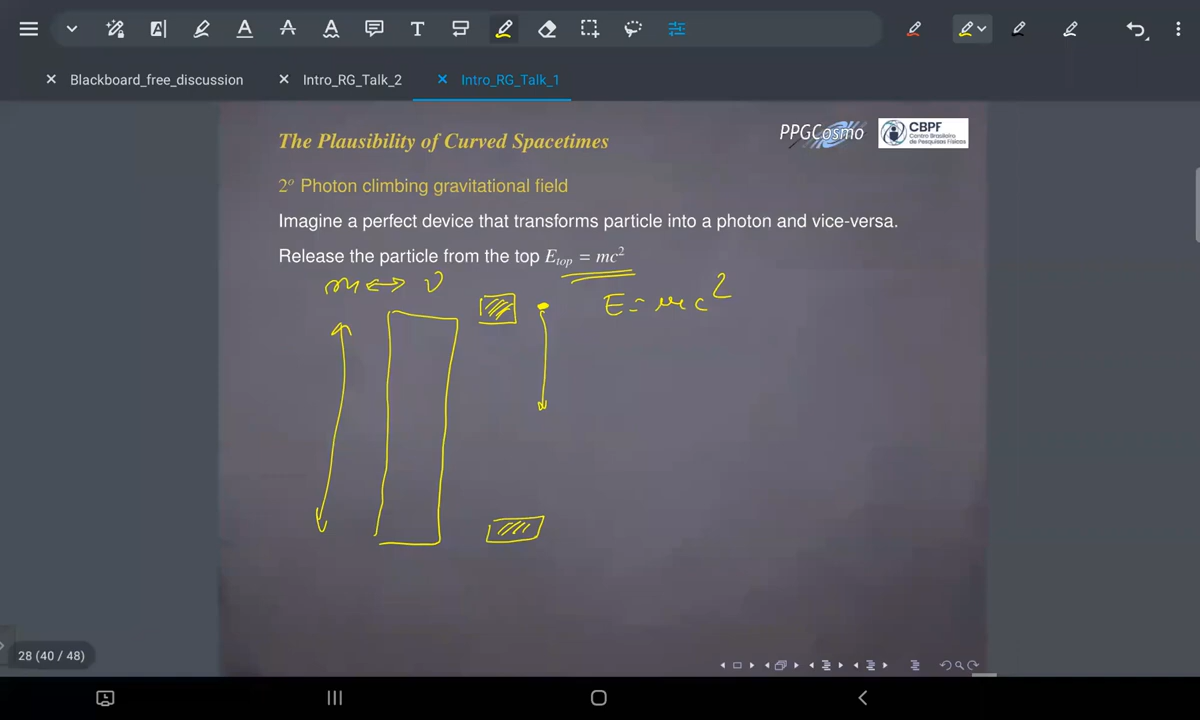 Blackboard_free_discussion
Intro_RG_Talk_2
Intro_RG_Talk_1
The Plausibility of Curved Spacetimes
PPGCosmo
CBPF
Centro Brasileiro
de Pesquisas Físicas
2º Photon climbing gravitational field
Imagine a perfect device that transforms particle into a photon and vice-versa.
Release the particle from the top E_top = mc²
m ↔ ν
E = mc²
28 (40 / 48)